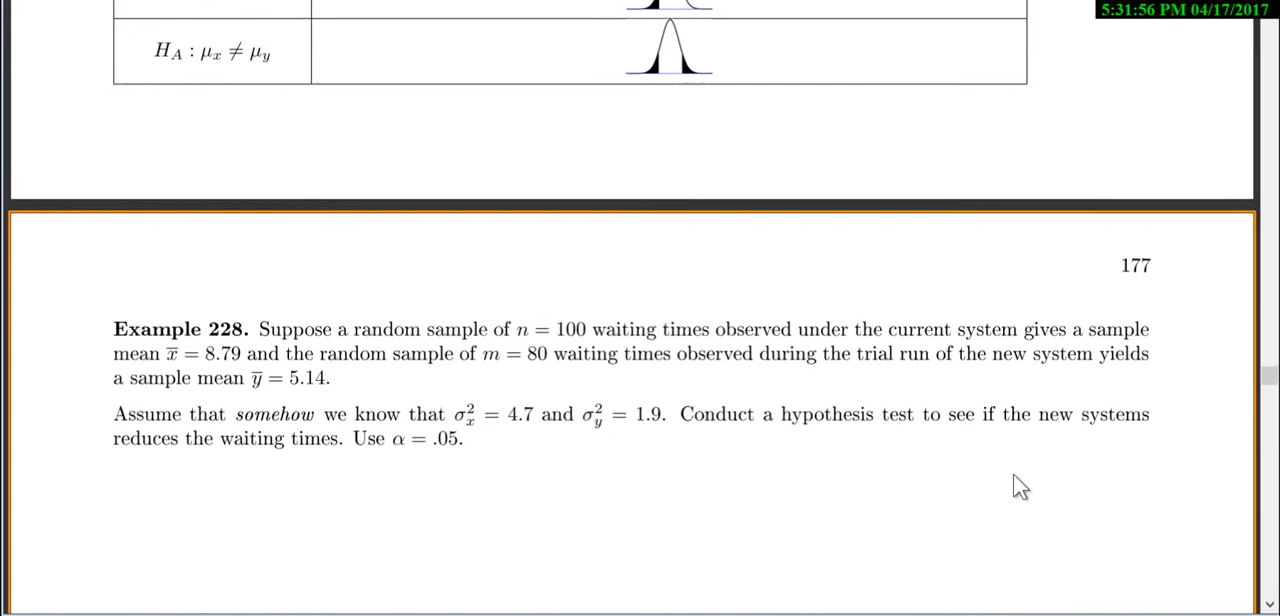 5:31:56 PM 04/17/2017
H_A : μ_x ≠ μ_y
177
Example 228. Suppose a random sample of n = 100 waiting times observed under the current system gives a sample
mean x̅ = 8.79 and the random sample of m = 80 waiting times observed during the trial run of the new system yields
a sample mean y̅ = 5.14.
Assume that somehow we know that σ²_x = 4.7 and σ²_y = 1.9. Conduct a hypothesis test to see if the new systems
reduces the waiting times. Use α = .05.